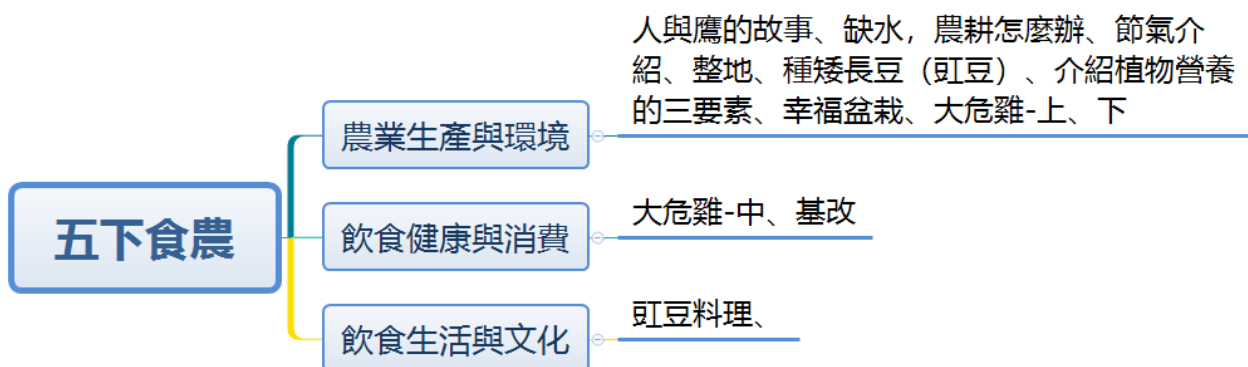 五下食農
農業生產與環境
人與鷹的故事、缺水，農耕怎麼辦、節氣介
紹、整地、種矮長豆（豇豆）、介紹植物營養
的三要素、幸福盆栽、大危雞-上、下
飲食健康與消費
大危雞-中、基改
飲食生活與文化
豇豆料理、